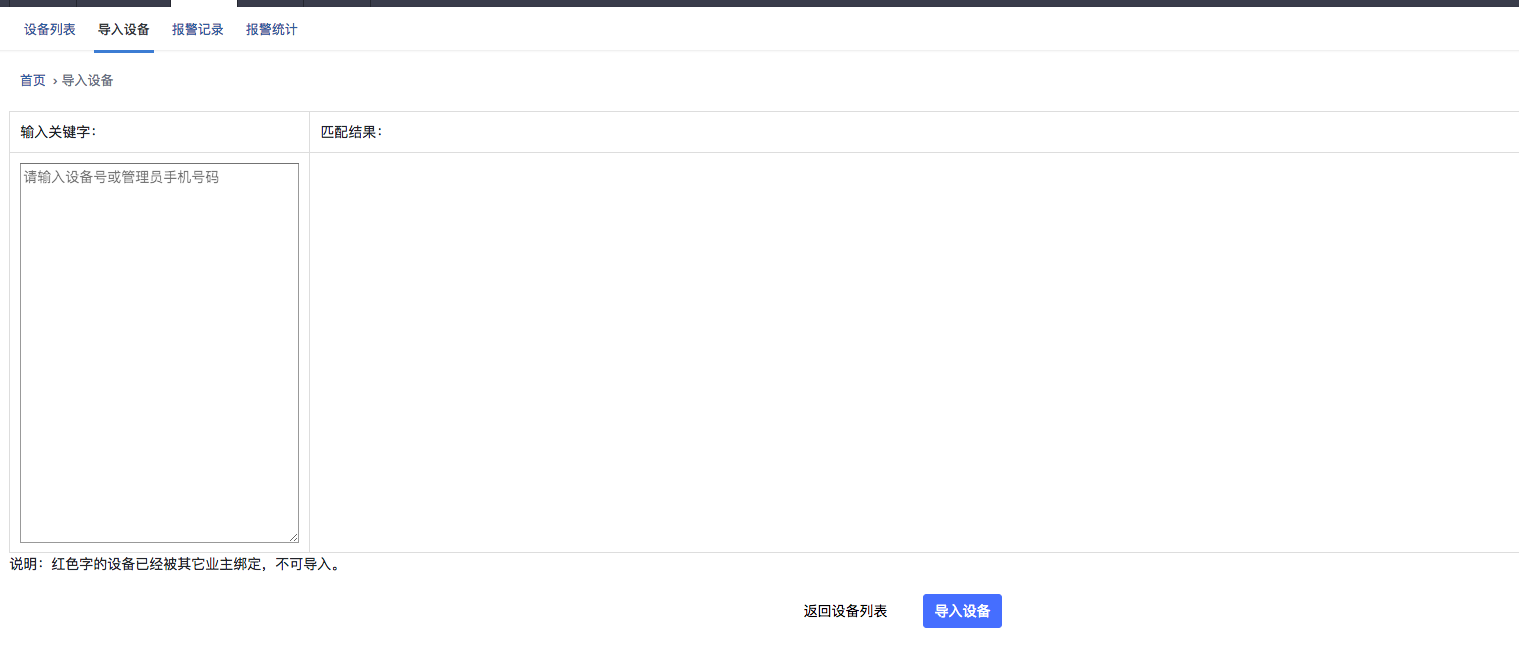 设备列表 导入设备 报警记录 报警统计
首页 › 导入设备
输入关键字： 匹配结果：
请输入设备号或管理员手机号码
说明：红色字的设备已经被其它业主绑定，不可导入。
返回设备列表 导入设备